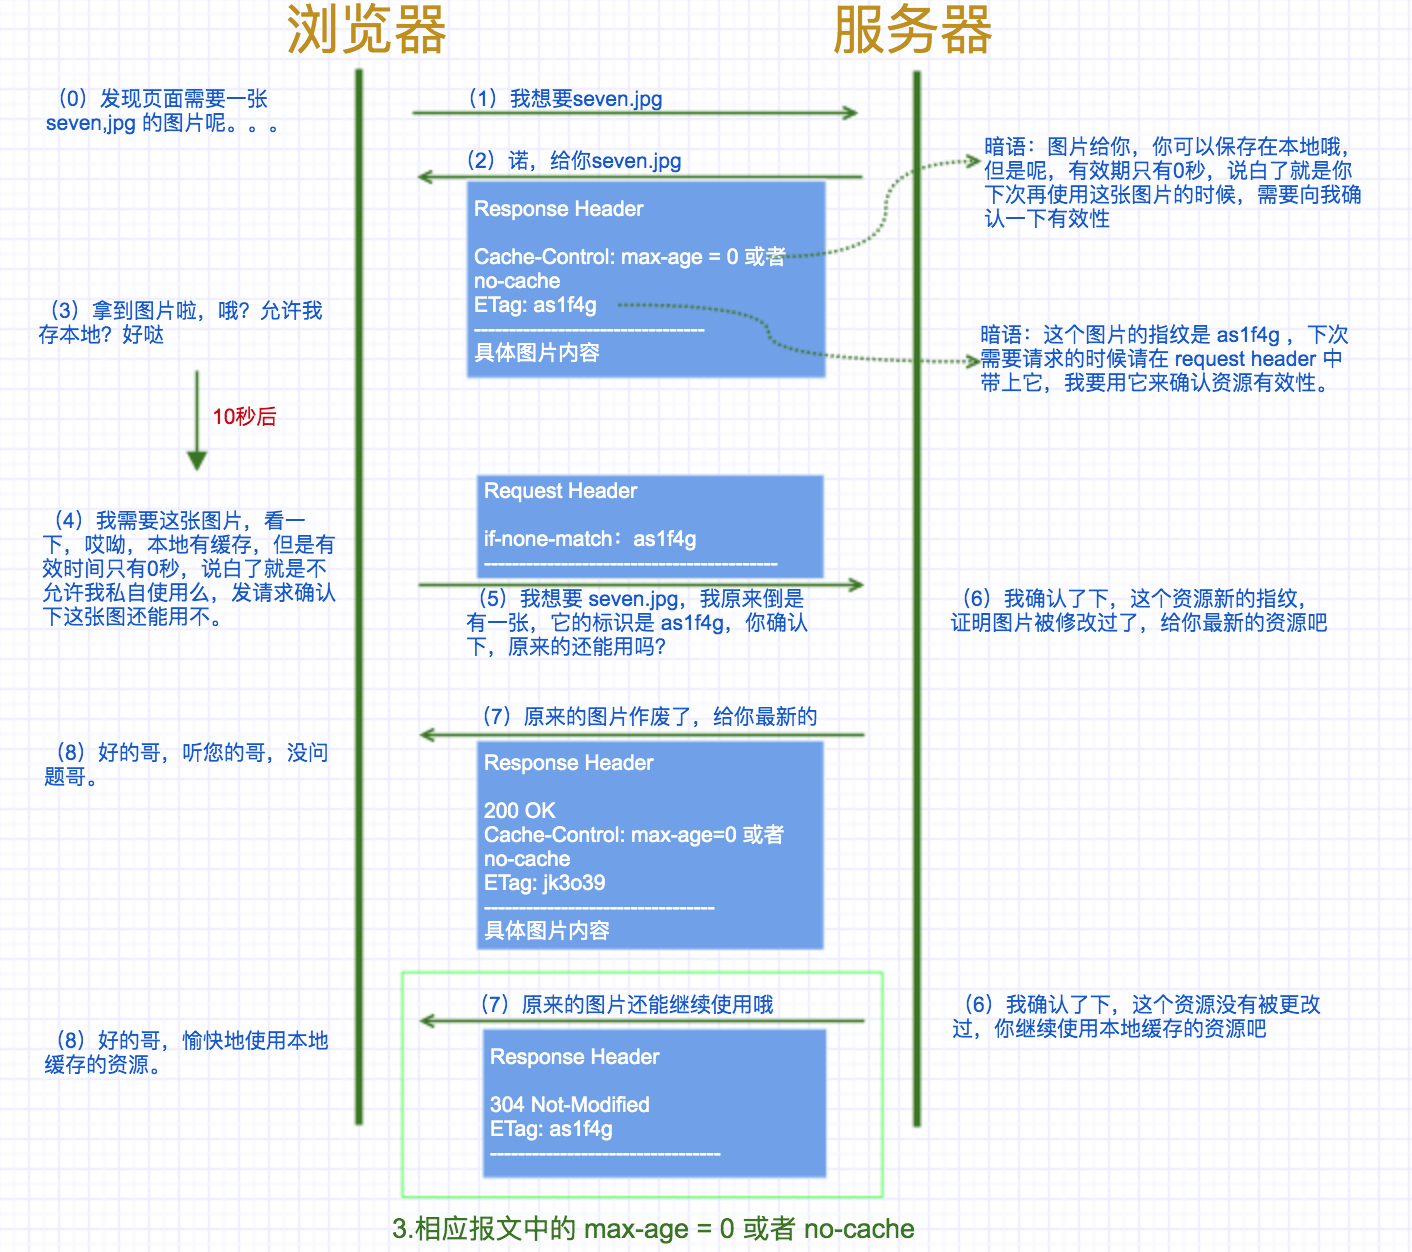 浏览器
服务器
（0）发现页面需要一张
seven,jpg 的图片呢。。。
（1）我想要seven.jpg
（2）诺，给你seven.jpg
Response Header
Cache-Control: max-age = 0 或者
no-cache
ETag: as1f4g
---------------------------------
具体图片内容
暗语：图片给你，你可以保存在本地哦，
但是呢，有效期只有0秒，说白了就是你
下次再使用这张图片的时候，需要向我确
认一下有效性
（3）拿到图片啦，哦？允许我
存本地？好哒
暗语：这个图片的指纹是 as1f4g ，下次
需要请求的时候请在 request header 中
带上它，我要用它来确认资源有效性。
10秒后
Request Header
if-none-match：as1f4g
------------------------------------------
（4）我需要这张图片，看一
下，哎呦，本地有缓存，但是有
效时间只有0秒，说白了就是不
允许我私自使用么，发请求确认
下这张图还能用不。
（5）我想要 seven.jpg，我原来倒是
有一张，它的标识是 as1f4g，你确认
下，原来的还能用吗？
（6）我确认了下，这个资源新的指纹，
证明图片被修改过了，给你最新的资源吧
（7）原来的图片作废了，给你最新的
Response Header
200 OK
Cache-Control: max-age=0 或者
no-cache
ETag: jk3o39
---------------------------------
具体图片内容
（8）好的哥，听您的哥，没问
题哥。
（7）原来的图片还能继续使用哦
Response Header
304 Not-Modified
ETag: as1f4g
---------------------------------
（6）我确认了下，这个资源没有被更改
过，你继续使用本地缓存的资源吧
（8）好的哥，愉快地使用本地
缓存的资源。
3.相应报文中的 max-age = 0 或者 no-cache